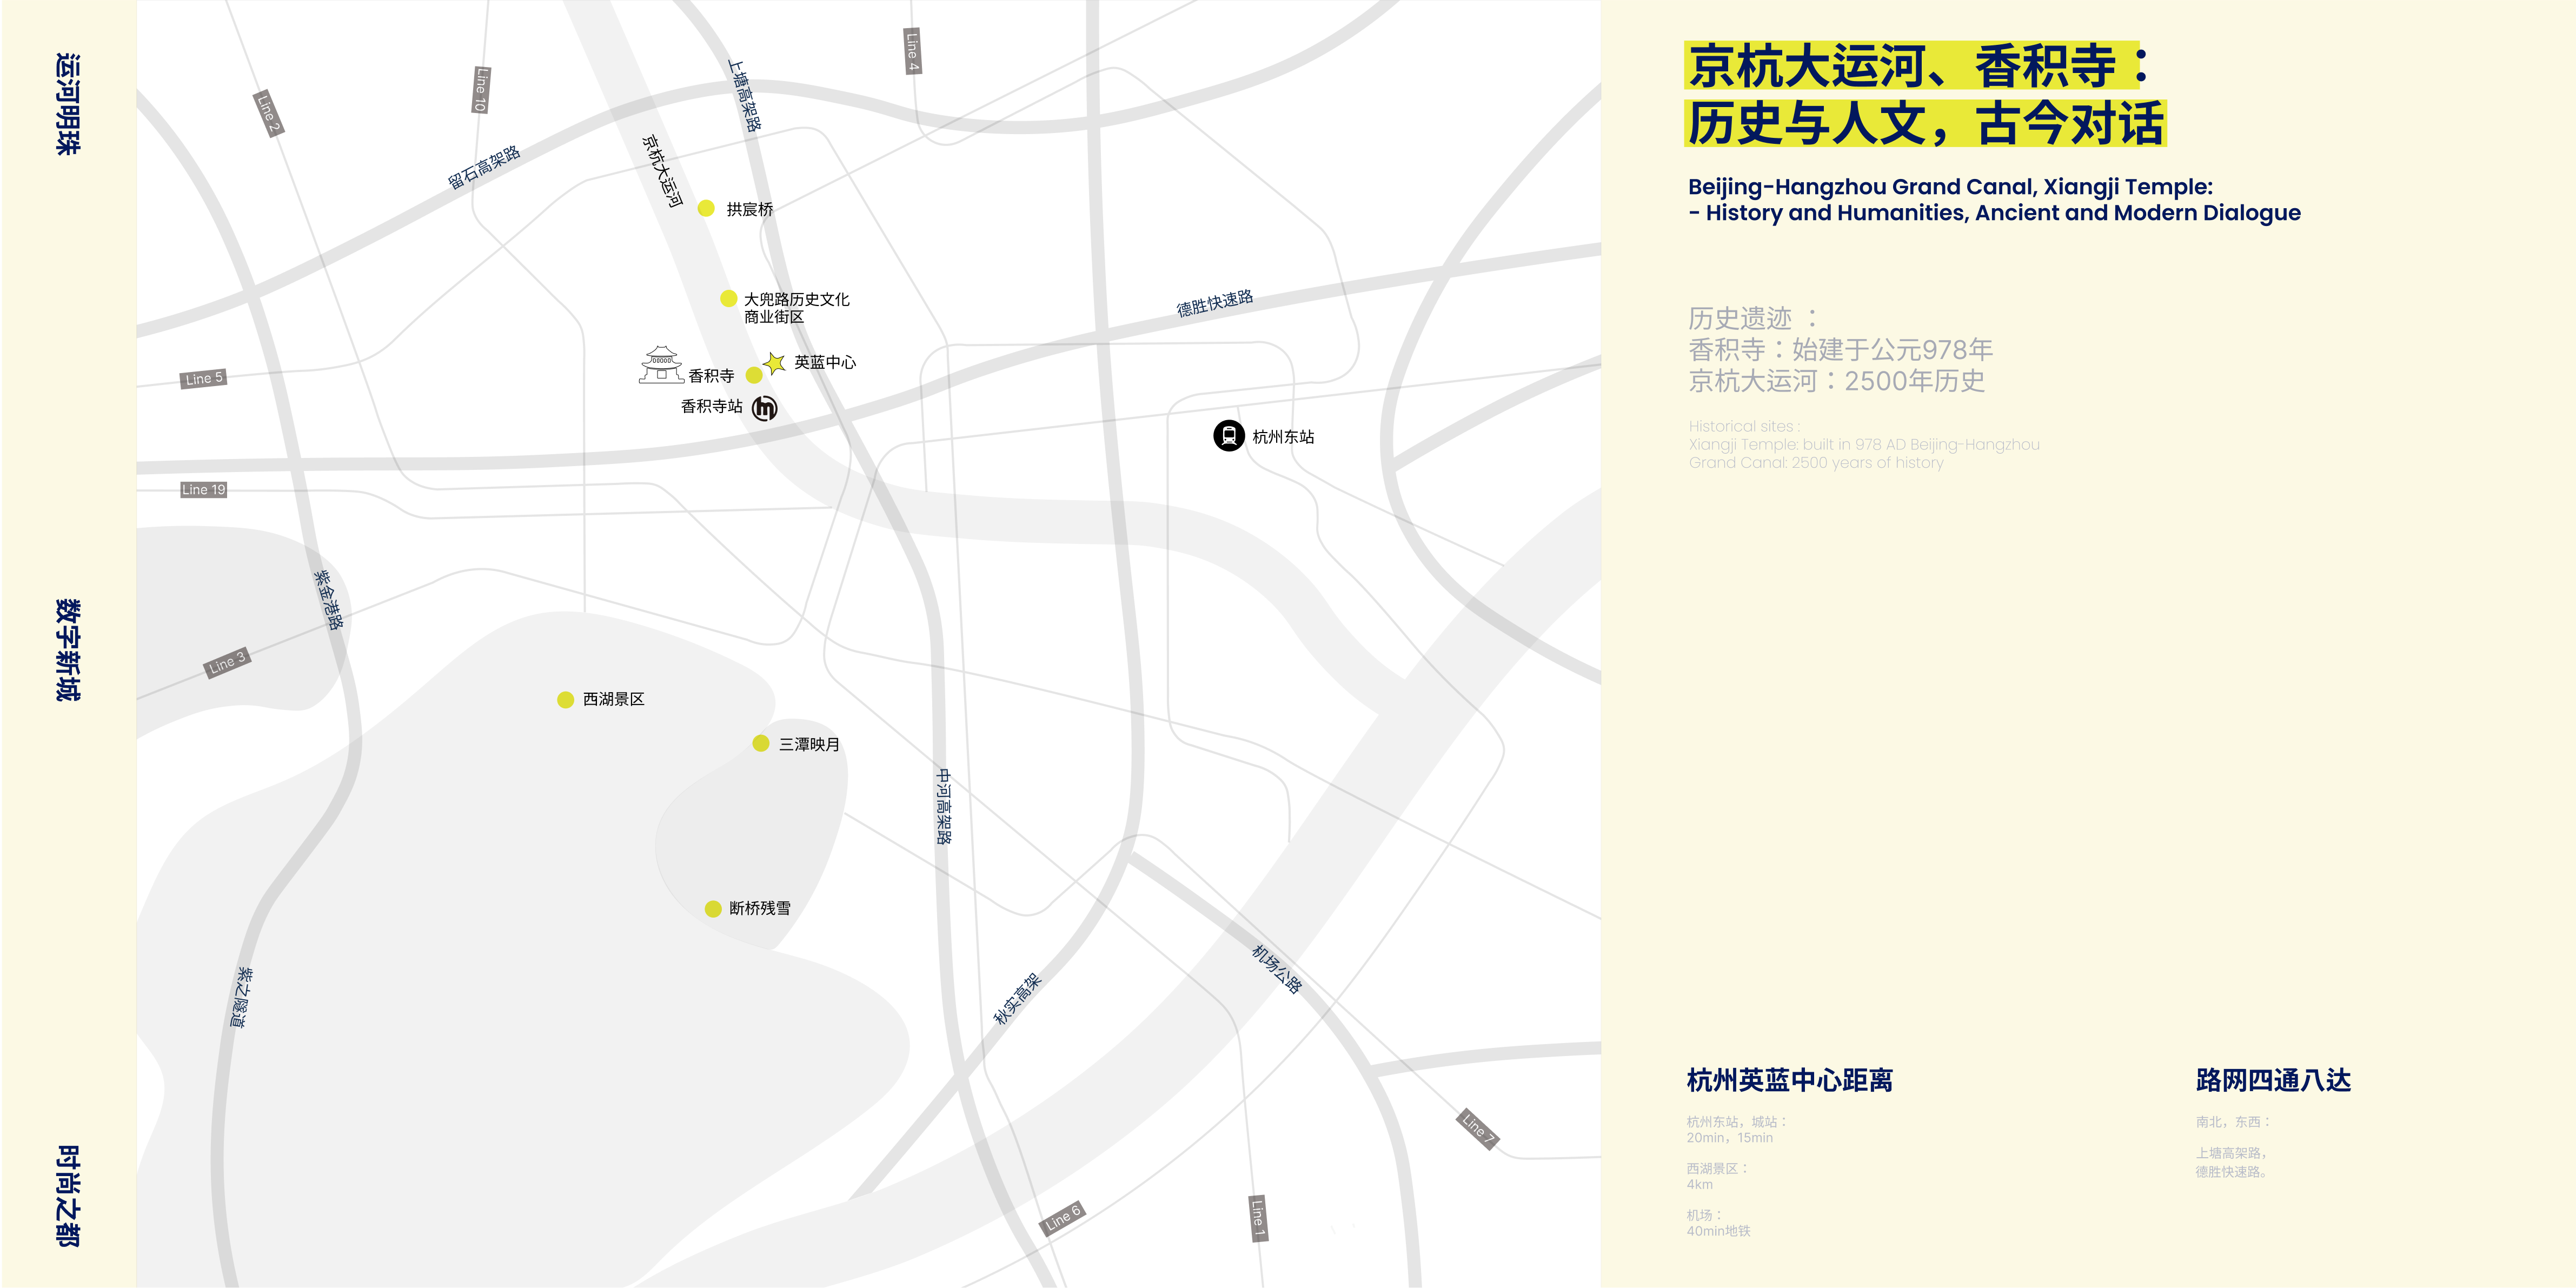 运河明珠
数字新城
时尚之都
Line 2
Line 10
Line 4
上塘高架路
留石高架路
京杭大运河
拱宸桥
大兜路历史文化
商业街区
德胜快速路
英蓝中心
香积寺
香积寺站
杭州东站
Line 5
Line 19
紫金港路
Line 3
西湖景区
三潭映月
中河高架路
断桥残雪
紫之隧道
秋实高架
机场公路
Line 7
Line 6
Line 1
京杭大运河、香积寺：
历史与人文，古今对话
Beijing-Hangzhou Grand Canal, Xiangji Temple:
- History and Humanities, Ancient and Modern Dialogue
历史遗迹 ：
香积寺：始建于公元978年
京杭大运河：2500年历史
Historical sites :
Xiangji Temple: built in 978 AD Beijing-Hangzhou
Grand Canal: 2500 years of history
杭州英蓝中心距离
杭州东站，城站：
20min，15min
西湖景区：
4km
机场：
40min地铁
路网四通八达
南北，东西：
上塘高架路，
德胜快速路。